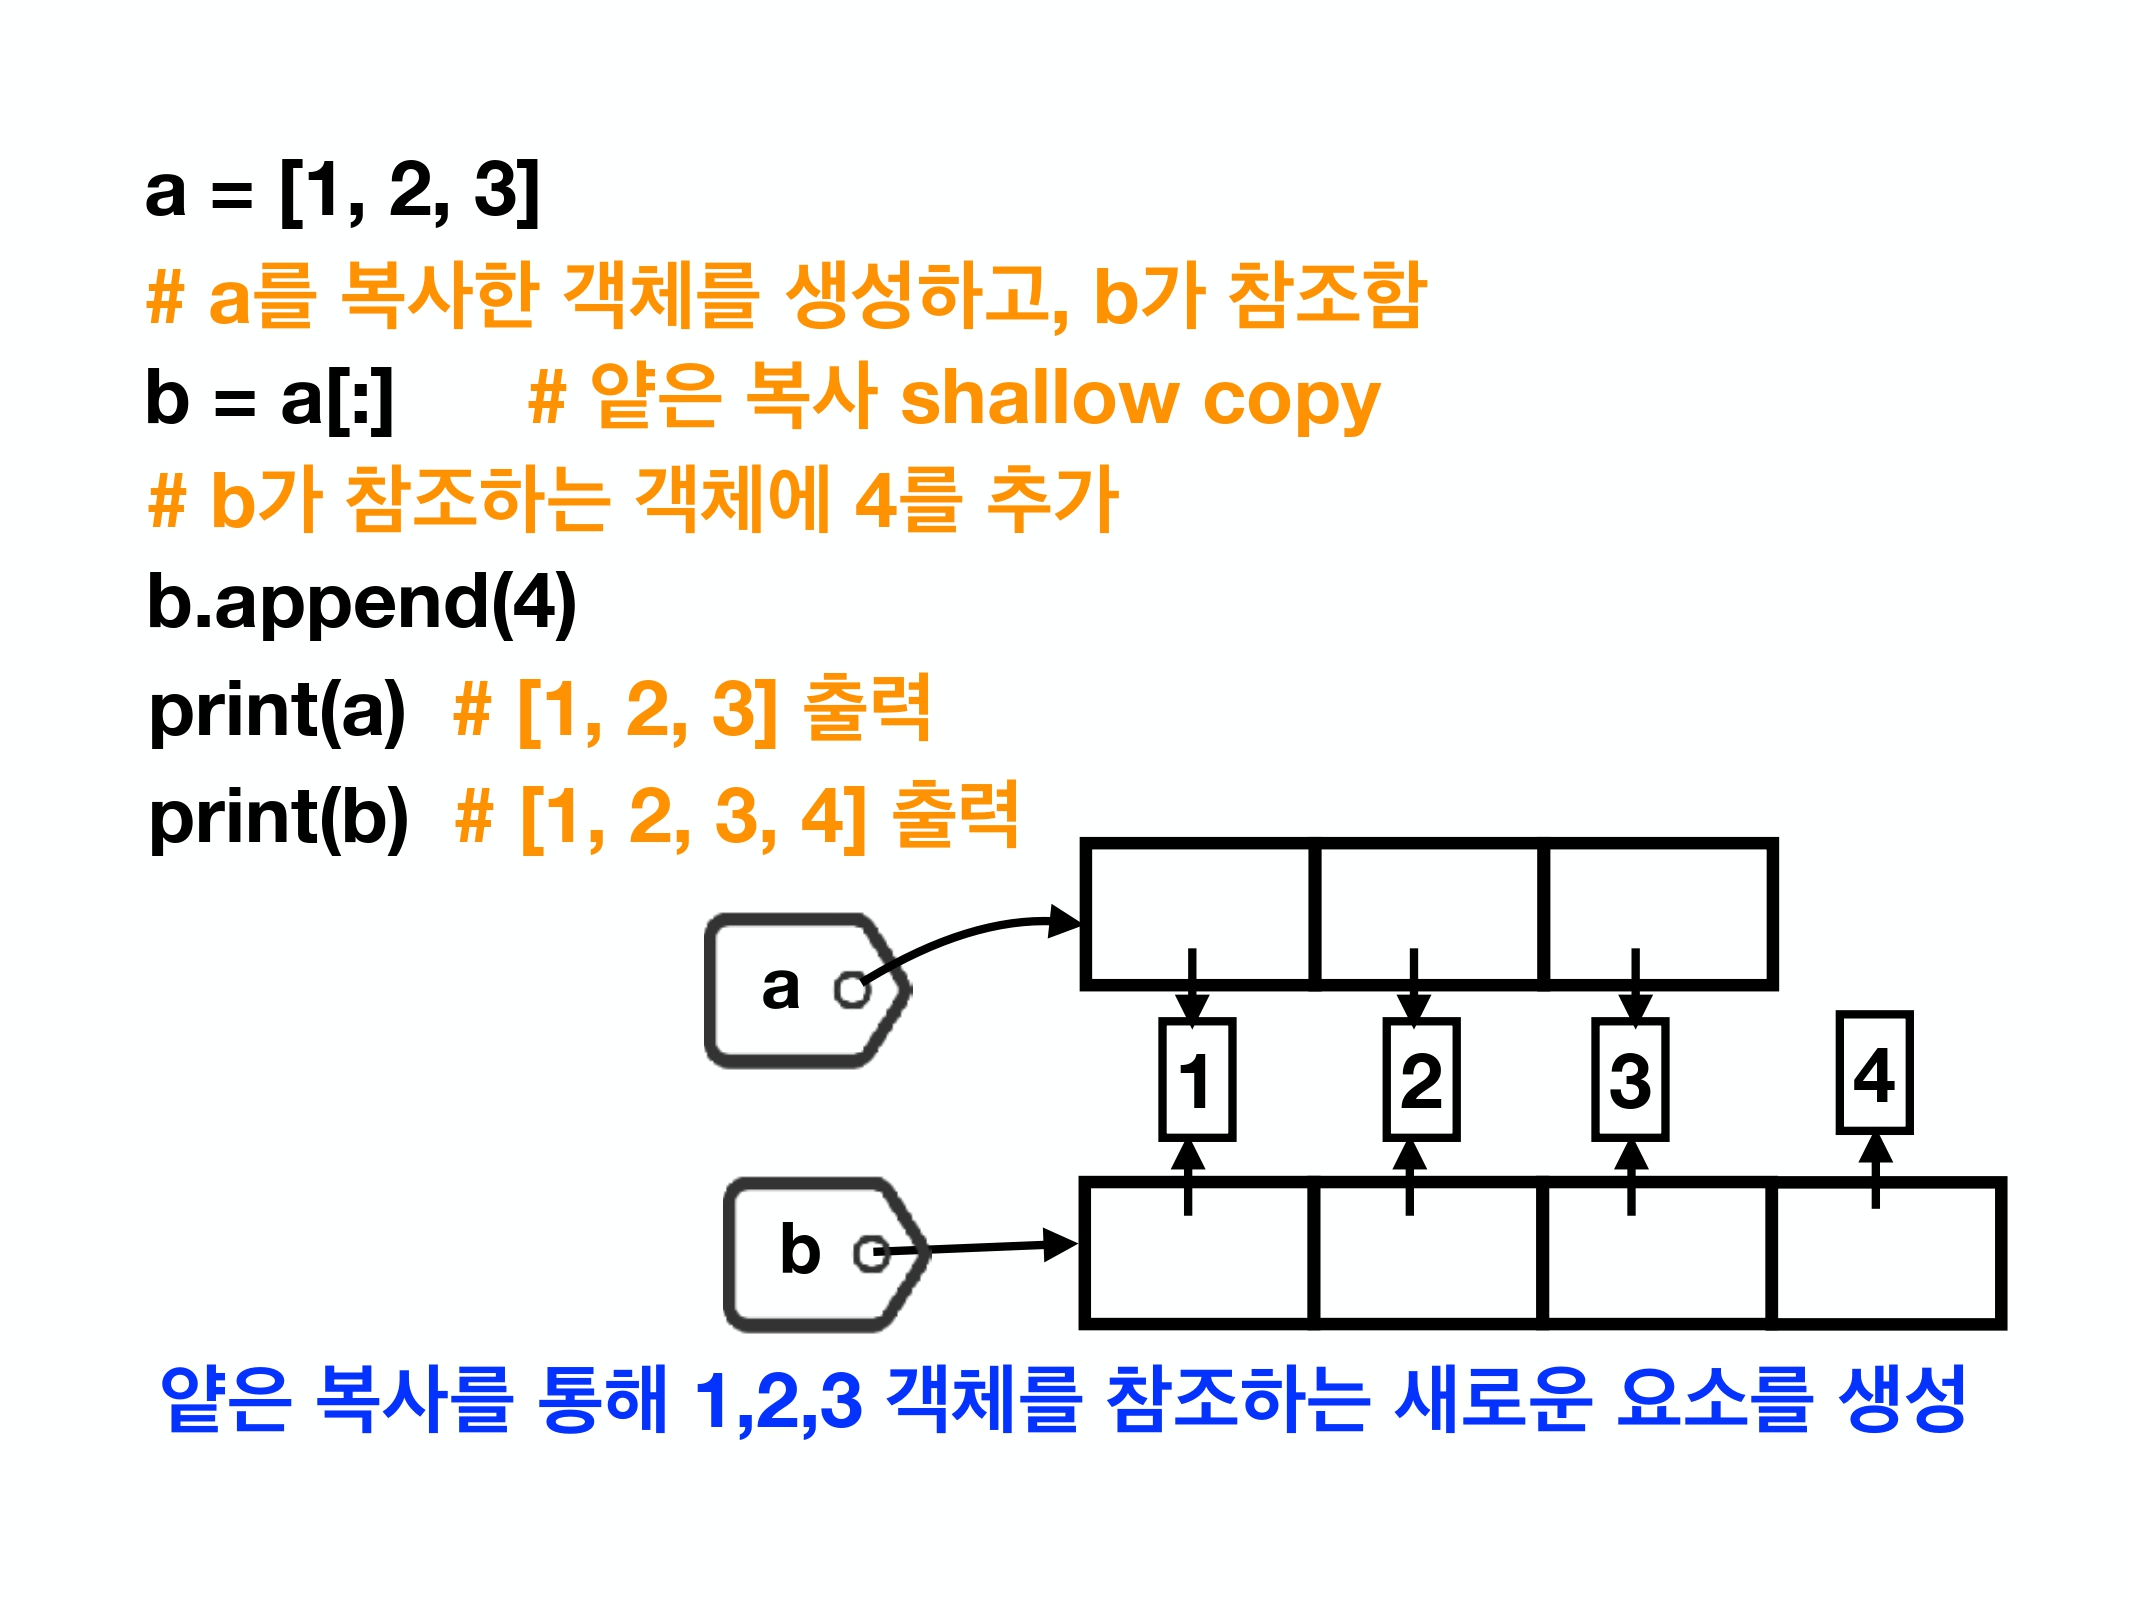 a = [1, 2, 3]
# a를 복사한 객체를 생성하고, b가 참조함
b = a[:] # 얕은 복사 shallow copy
# b가 참조하는 객체에 4를 추가
b.append(4)
print(a) # [1, 2, 3] 출력
print(b) # [1, 2, 3, 4] 출력
a
1 2 3 4
b
얕은 복사를 통해 1,2,3 객체를 참조하는 새로운 요소를 생성